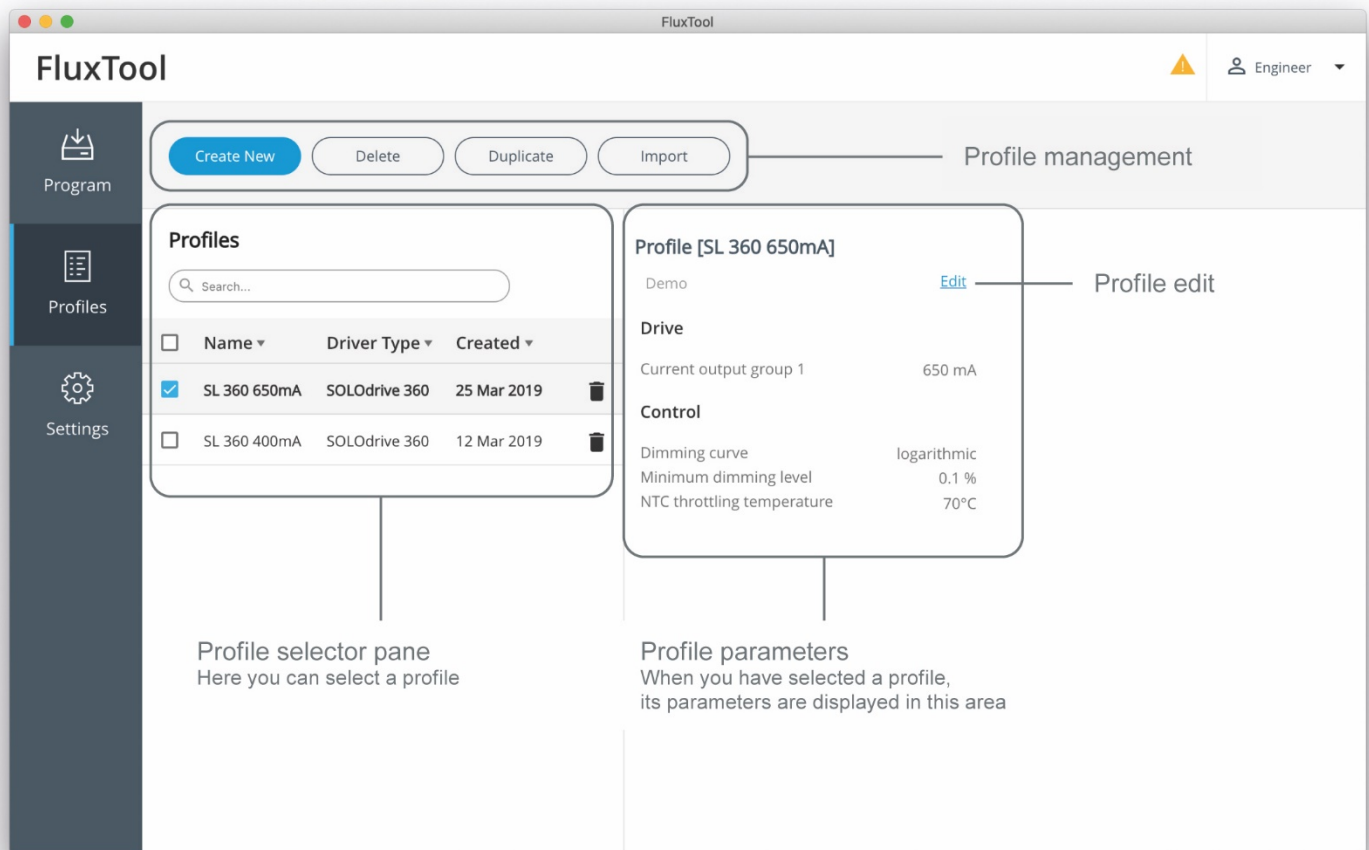 FluxTool
FluxTool
Engineer
Program
Profiles
Settings
Create New
Delete
Duplicate
Import
Profile management
Profiles
Search...
Name
Driver Type
Created
SL 360 650mA SOLOdrive 360 25 Mar 2019
SL 360 400mA SOLOdrive 360 12 Mar 2019
Profile [SL 360 650mA]
Demo
Edit
Profile edit
Drive
Current output group 1 650 mA
Control
Dimming curve logarithmic
Minimum dimming level 0.1 %
NTC throttling temperature 70°C
Profile selector pane
Here you can select a profile
Profile parameters
When you have selected a profile,
its parameters are displayed in this area